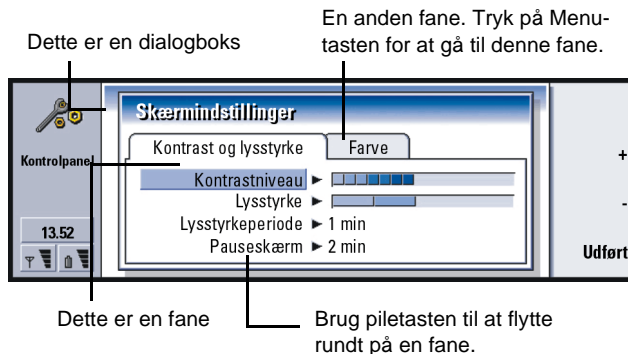 Dette er en dialogboks
En anden fane. Tryk på Menu-
tasten for at gå til denne fane.
Skærmindstillinger
Kontrolpanel
Kontrast og lysstyrke
Farve
Kontrastniveau
Lysstyrke
Lysstyrkeperiode 1 min
Pauseskærm 2 min
13.52
+
-
Udført
Dette er en fane
Brug piletasten til at flytte
rundt på en fane.